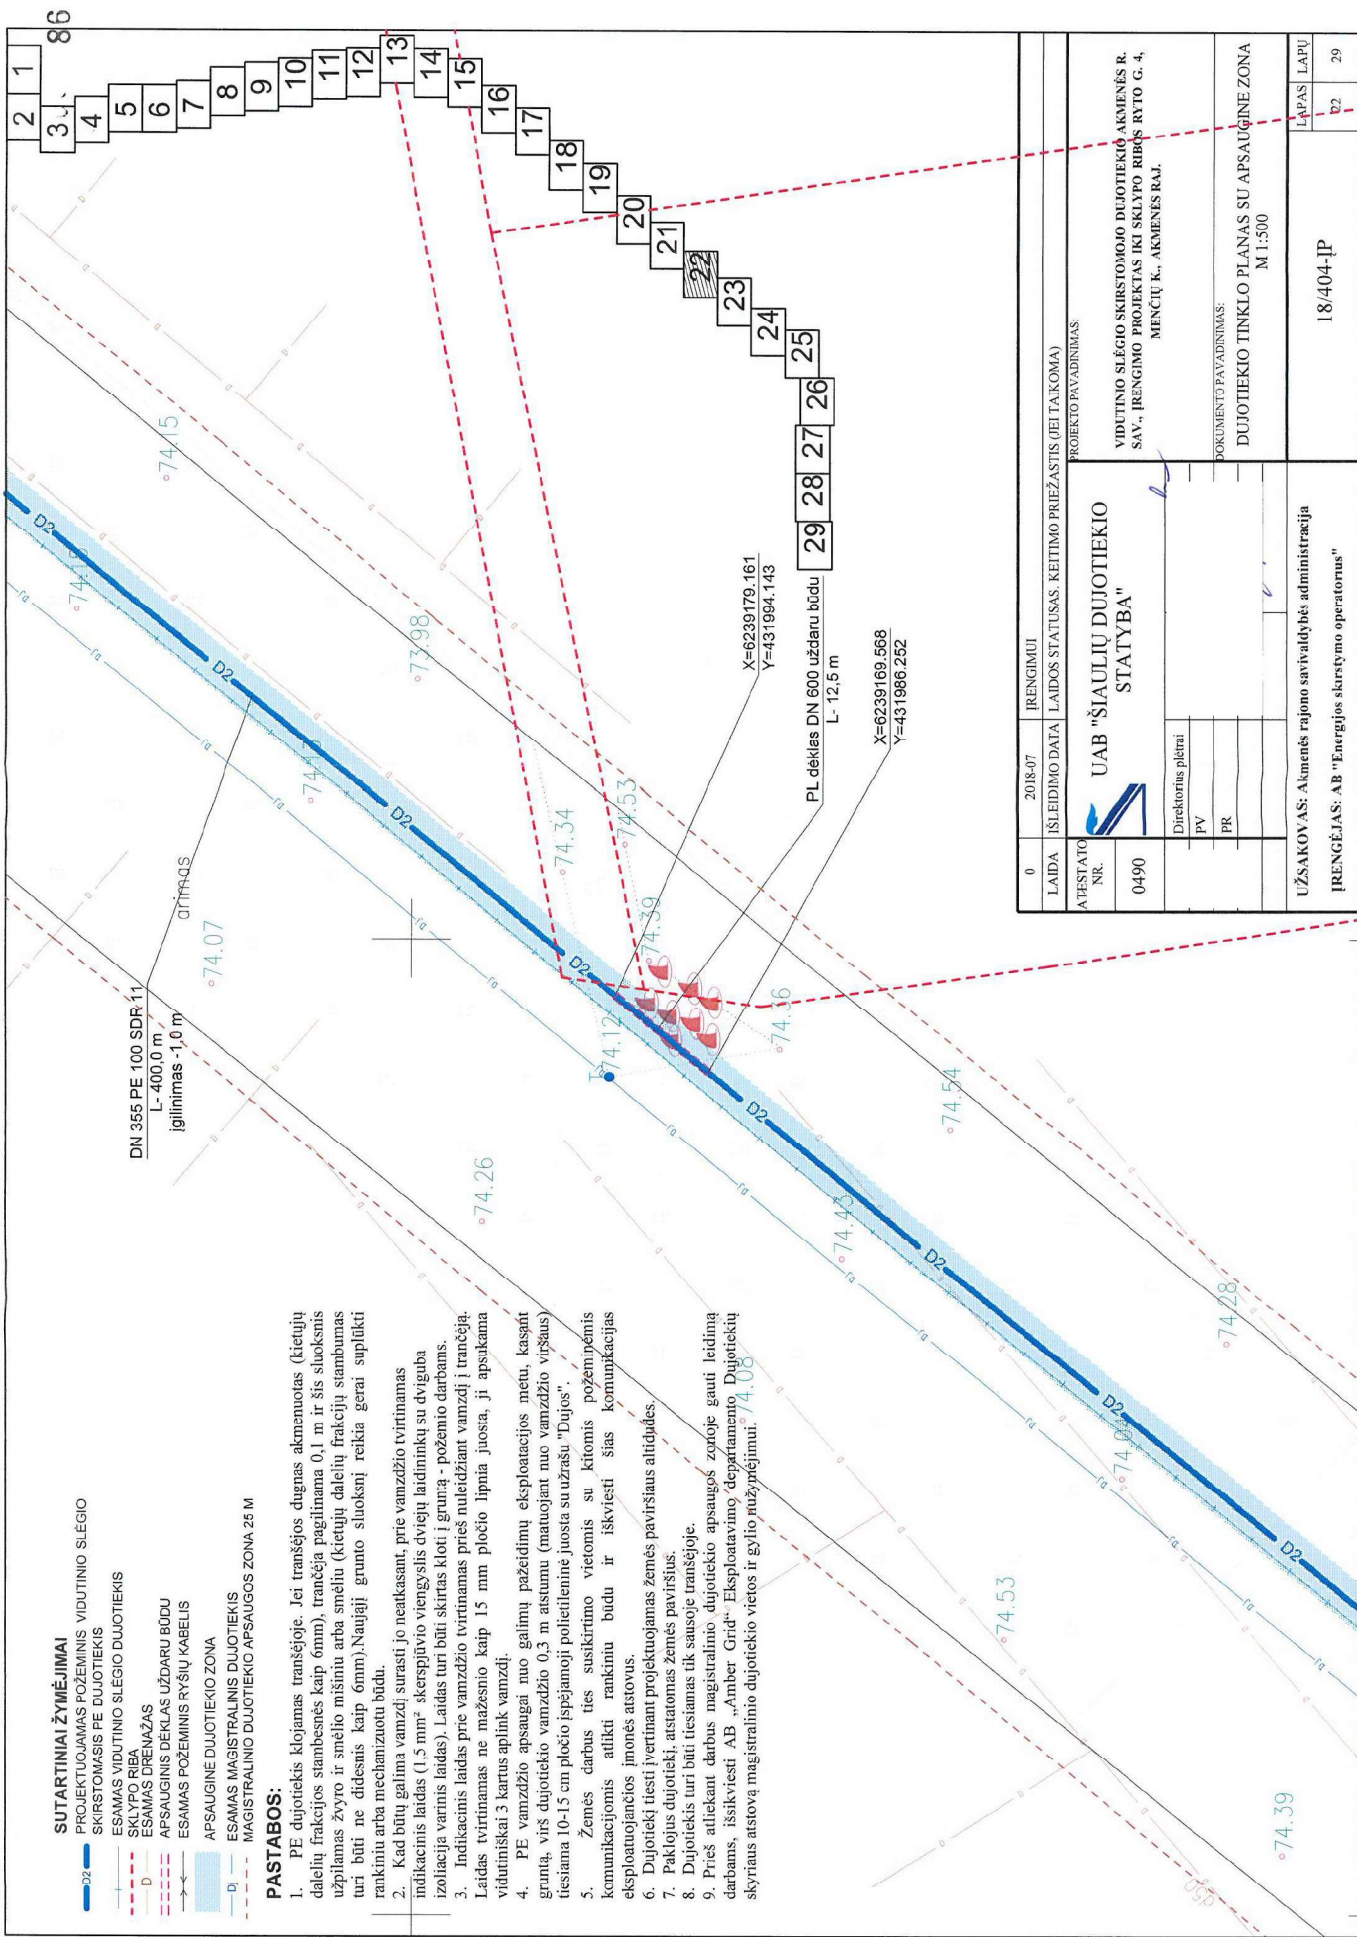 86
1
2
3
4
5
6
7
8
9
10
11
12
13
14
15
16
17
18
19
20
21
22
23
24
25
26
27
28
29
SUTARTINIAI ŽYMĖJIMAI
D2 PROJEKTUOJAMAS POŽEMINIS VIDUTINIO SLĖGIO
SKIRSTOMASIS PE DUJOTIEKIS
ESAMAS VIDUTINIO SLĖGIO DUJOTIEKIS
SKLYPO RIBA
D ESAMAS DRENAŽAS
APSAUGINIS DĖKLAS UŽDARU BŪDU
ESAMAS POŽEMINIS RYŠIŲ KABELIS
APSAUGINĖ DUJOTIEKIO ZONA
Dj ESAMAS MAGISTRALINIS DUJOTIEKIS
MAGISTRALINIO DUJOTIEKIO APSAUGOS ZONA 25 M
PASTABOS:
1. PE dujotiekis klojamas tranšėjoje. Jei tranšėjos dugnas akmenuotas (kietųjų
dalelių frakcijos stambesnės kaip 6mm), trancėja pagilinama 0,1 m ir šis sluoksnis
užpilamas žvyro ir smėlio mišiniu arba smėliu (kietųjų dalelių frakcijų stambumas
turi būti ne didesnis kaip 6mm).Naująjį grunto sluoksnį reikia gerai suplūkti
rankiniu arba mechanizuotu būdu.
2. Kad būtų galima vamzdį surasti jo neatkasant, prie vamzdžio tvirtinamas
indikacinis laidas (1,5 mm² skerspjūvio viengyslis dviejų laidininkų su dviguba
izoliacija varinis laidas). Laidas turi būti skirtas kloti į gruntą - požemio darbams.
3. Indikacinis laidas prie vamzdžio tvirtinamas prieš nuleidžiant vamzdį į trančėją.
Laidas tvirtinamas ne mažesnio kaip 15 mm pločio lipnia juosta, ji apsukama
vidutiniškai 3 kartus aplink vamzdį.
4. PE vamzdžio apsaugai nuo galimų pažeidimų eksploatacijos metu, kasant
gruntą, virš dujotiekio vamzdžio 0,3 m atstumu (matuojant nuo vamzdžio viršaus)
tiesiama 10-15 cm pločio įspėjamoji polietileninė juosta su užrašu "Dujos".
5. Žemės darbus ties susikirtimo vietomis su kitomis požeminėmis
komunikacijomis atlikti rankiniu būdu ir iškviesti šias komunikacijas
eksploatuojančios įmonės atstovus.
6. Dujotiekį tiesti įvertinant projektuojamas žemės paviršiaus altitudes.
7. Paklojus dujotiekį, atstatomas žemės paviršius.
8. Dujotiekis turi būti tiesiamas tik sausoje tranšėjoje.
9. Prieš atliekant darbus magistralinio dujotiekio apsaugos zonoje gauti leidimą
darbams, išsikviesti AB „Amber Grid“ Eksploatavimo departamento Dujotiekių
skyriaus atstovą magistralinio dujotiekio vietos ir gylio nužymėjimui.
DN 355 PE 100 SDR 11
L- 400,0 m
įgilinimas -1,0 m
arimas
74.15
73.98
74.07
74.34
74.53
74.39
74.12
74.36
74.26
74.54
74.45
74.28
74.08
74.53
74.39
D2
D2
D2
D2
D2
D2
D2
D2
X=6239179.161
Y=431994.143
PL dėklas DN 600 uždaru būdu
L- 12,5 m
X=6239169.568
Y=431986.252
0 2018-07 ĮRENGIMUI
LAIDA IŠLEIDIMO DATA LAIDOS STATUSAS. KEITIMO PRIEŽASTIS (JEI TAIKOMA)
ATESTATO
NR.
0490
UAB "ŠIAULIŲ DUJOTIEKIO
STATYBA"
PROJEKTO PAVADINIMAS:
VIDUTINIO SLĖGIO SKIRSTOMOJO DUJOTIEKIO AKMENĖS R.
SAV., ĮRENGIMO PROJEKTAS IKI SKLYPO RIBOS RYTO G. 4,
MENČIŲ K., AKMENĖS RAJ.
Direktorius plėtrai
PV
PR
DOKUMENTO PAVADINIMAS:
DUJOTIEKIO TINKLO PLANAS SU APSAUGINE ZONA
M 1:500
UŽSAKOVAS: Akmenės rajono savivaldybės administracija
ĮRENGĖJAS: AB "Energijos skirstymo operatorius"
18/404-ĮP
LAPAS LAPŲ
22 29